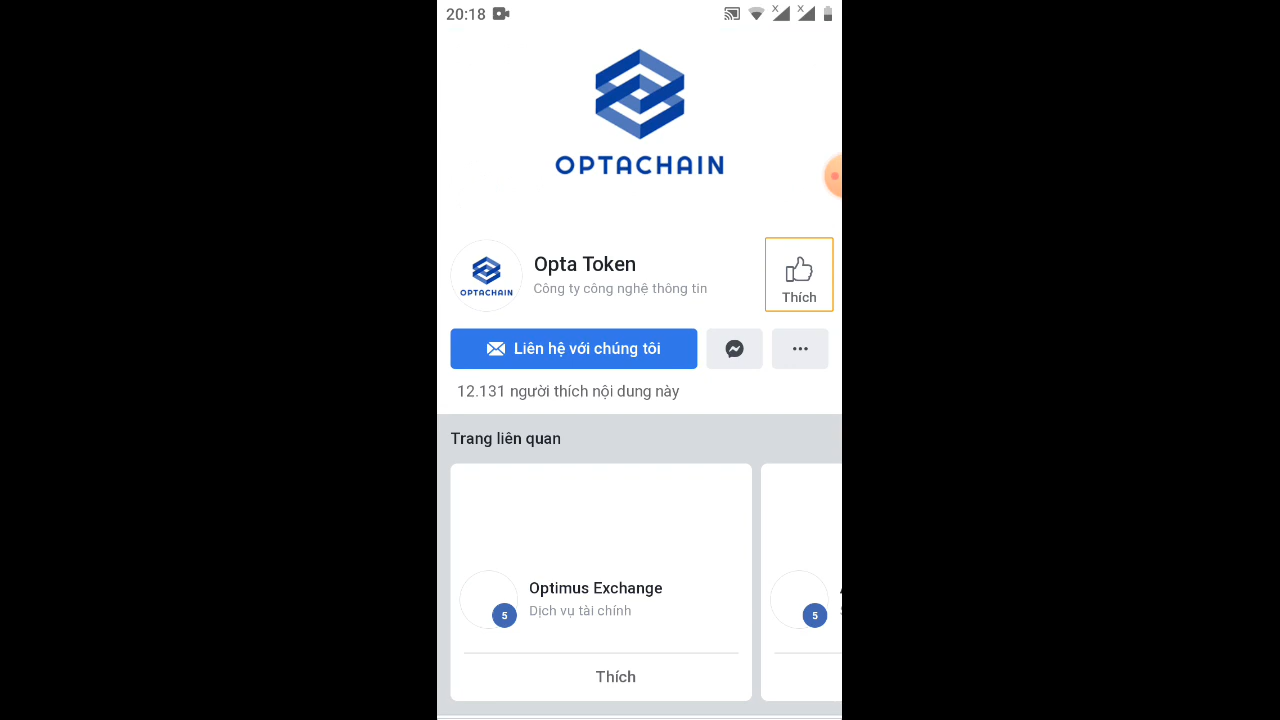 20:18
OPTACHAIN
Opta Token
OPTACHAIN
Công ty công nghệ thông tin
Thích
Liên hệ với chúng tôi
12.131 người thích nội dung này
Trang liên quan
Optimus Exchange
5
Dịch vụ tài chính
5
Thích